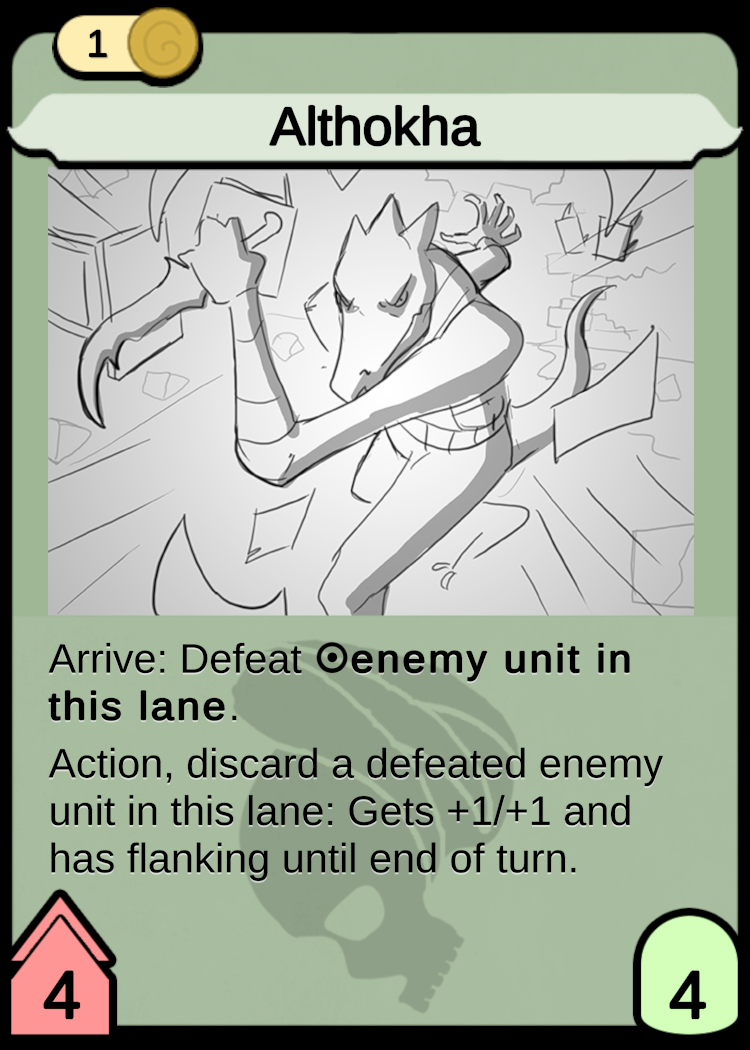 1
Althokha
Arrive: Defeat ⊙enemy unit in
this lane.
Action, discard a defeated enemy
unit in this lane: Gets +1/+1 and
has flanking until end of turn.
4
4